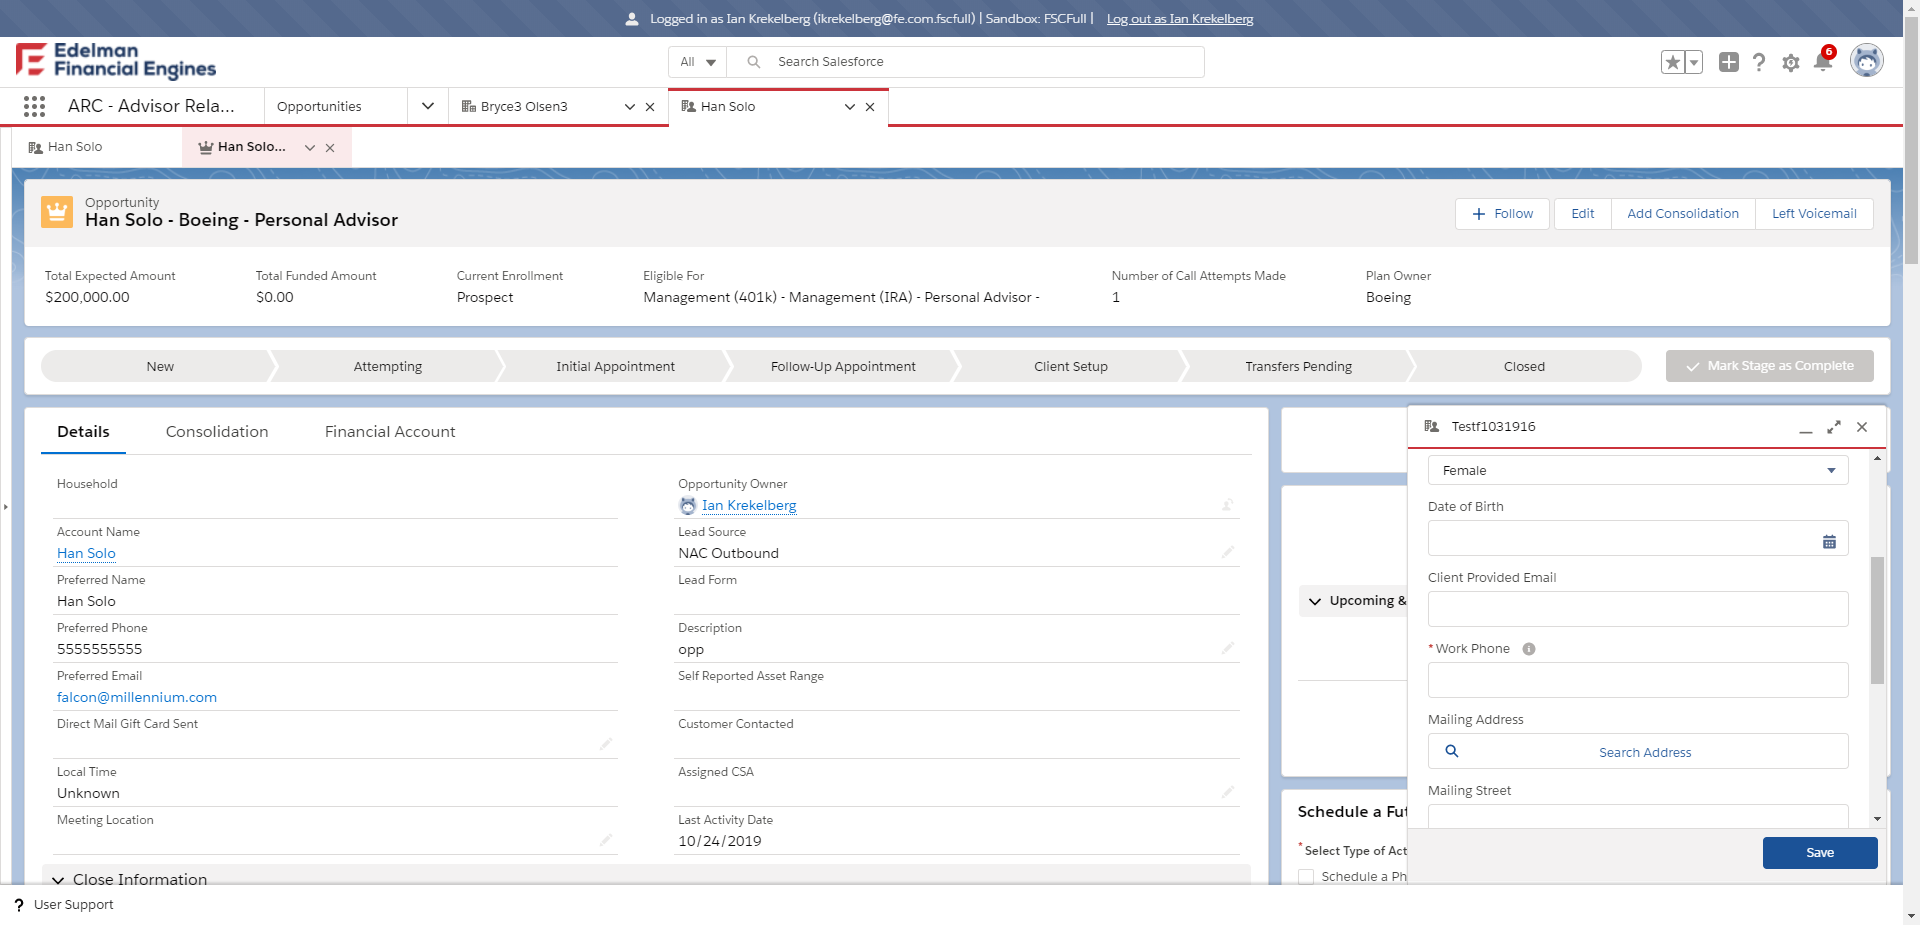 Logged in as Ian Krekelberg (ikrekelberg@fe.com.fscfull) | Sandbox: FSCFull | Log out as Ian Krekelberg
Edelman
Financial Engines
All
Search Salesforce
6
ARC - Advisor Rela...
Opportunities
Bryce3 Olsen3
Han Solo
Han Solo
Han Solo...
Opportunity
Han Solo - Boeing - Personal Advisor
Follow
Edit
Add Consolidation
Left Voicemail
Total Expected Amount
$200,000.00
Total Funded Amount
$0.00
Current Enrollment
Prospect
Eligible For
Management (401k) - Management (IRA) - Personal Advisor -
Number of Call Attempts Made
1
Plan Owner
Boeing
New
Attempting
Initial Appointment
Follow-Up Appointment
Client Setup
Transfers Pending
Closed
Mark Stage as Complete
Details
Consolidation
Financial Account
Household
Account Name
Han Solo
Preferred Name
Han Solo
Preferred Phone
5555555555
Preferred Email
falcon@millennium.com
Direct Mail Gift Card Sent
Local Time
Unknown
Meeting Location
Opportunity Owner
Ian Krekelberg
Lead Source
NAC Outbound
Lead Form
Description
opp
Self Reported Asset Range
Customer Contacted
Assigned CSA
Last Activity Date
10/24/2019
Close Information
Upcoming &
Schedule a Fut
*Select Type of Act
Schedule a Ph
Testf1031916
Female
Date of Birth
Client Provided Email
*Work Phone
Mailing Address
Search Address
Mailing Street
Save
? User Support